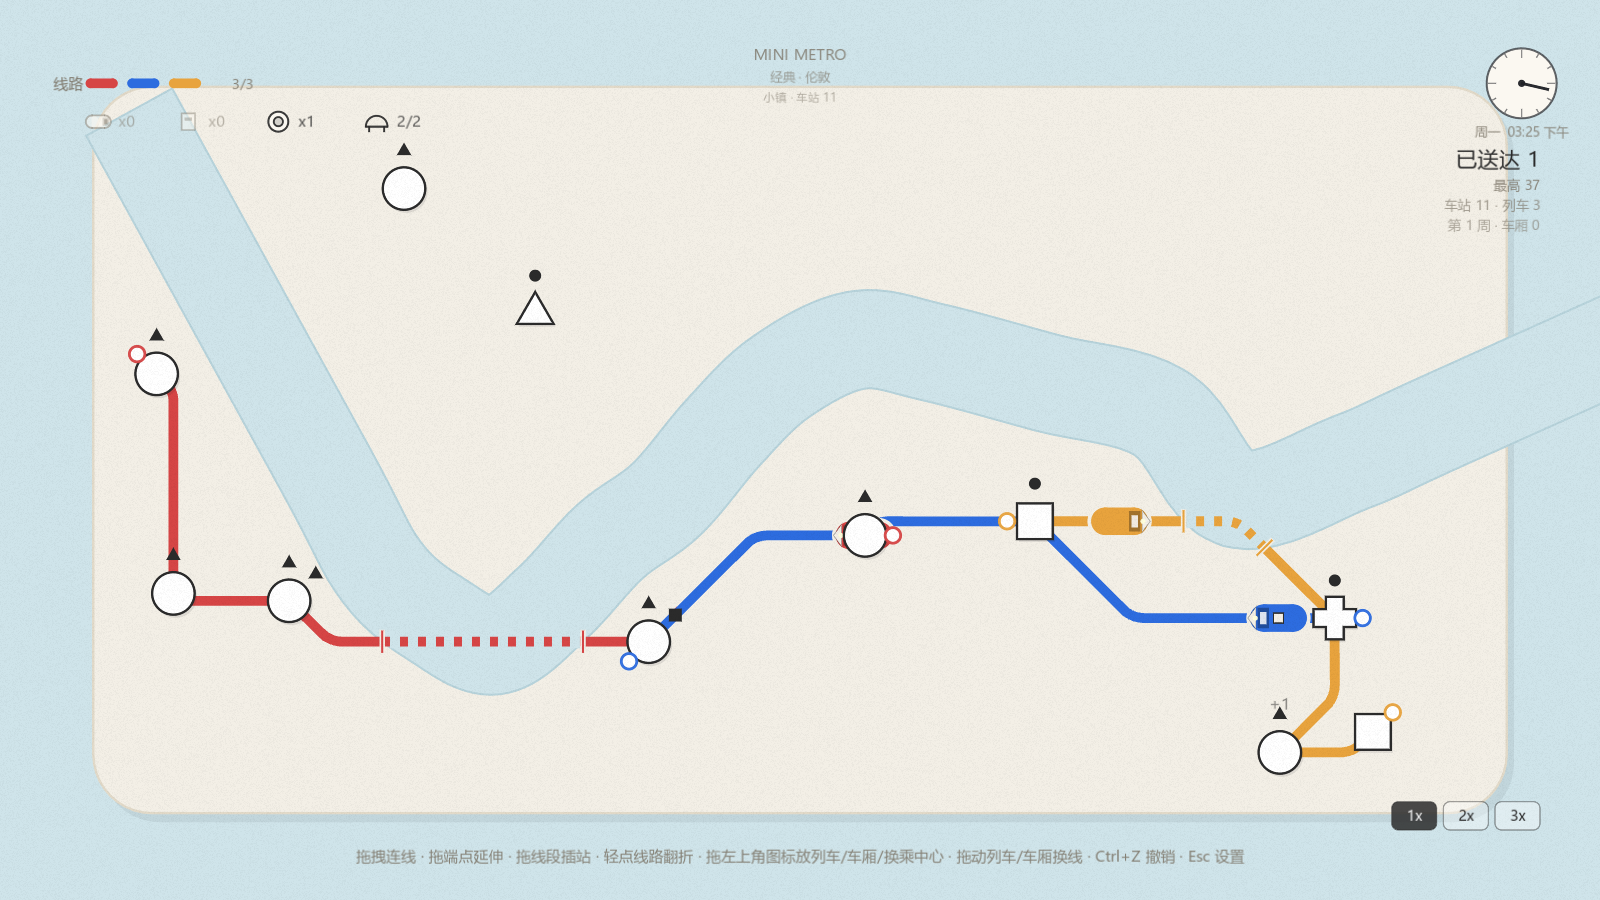 MINI METRO
经典 · 伦敦
小镇 · 车站 11
线路
3/3
x0
x0
x1
2/2
周一 03:25 下午
已送达 1
最高 37
车站 11 · 列车 3
第 1 周 · 车厢 0
+1
1x
2x
3x
拖拽连线 · 拖端点延伸 · 拖线段插站 · 轻点线路翻折 · 拖左上角图标放列车/车厢/换乘中心 · 拖动列车/车厢换线 · Ctrl+Z 撤销 · Esc 设置